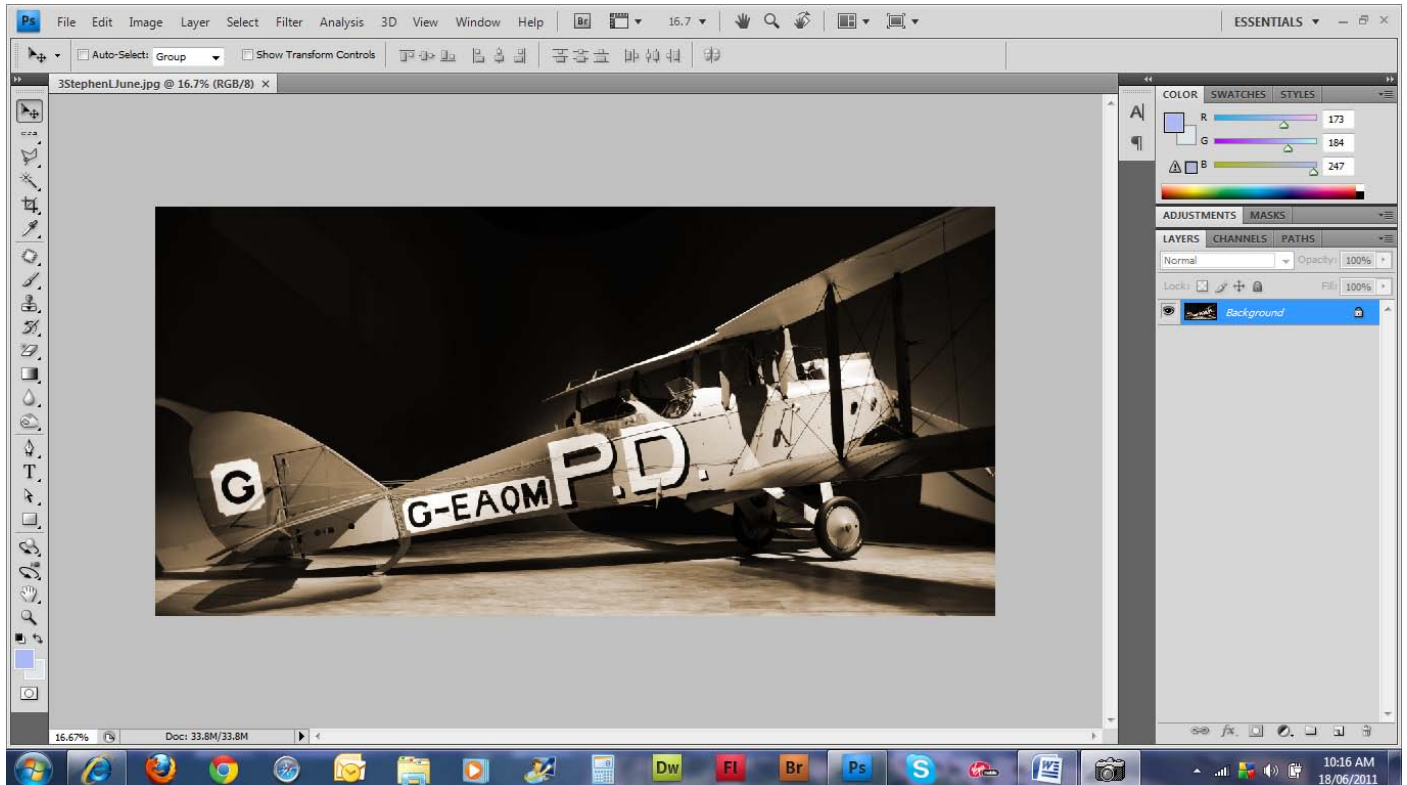 Ps File Edit Image Layer Select Filter Analysis 3D View Window Help Br 16.7 ESSENTIALS
Auto-Select: Group Show Transform Controls
3StephenLJune.jpg @ 16.7% (RGB/8) ×
COLOR SWATCHES STYLES
A
R 173
G 184
B 247
ADJUSTMENTS MASKS
LAYERS CHANNELS PATHS
Normal Opacity: 100%
Lock: Fill: 100%
Background
G
G-EAQM
P.D.
T
16.67% Doc: 33.8M/33.8M
fx.
Dw Fl Br Ps S W
10:16 AM
18/06/2011